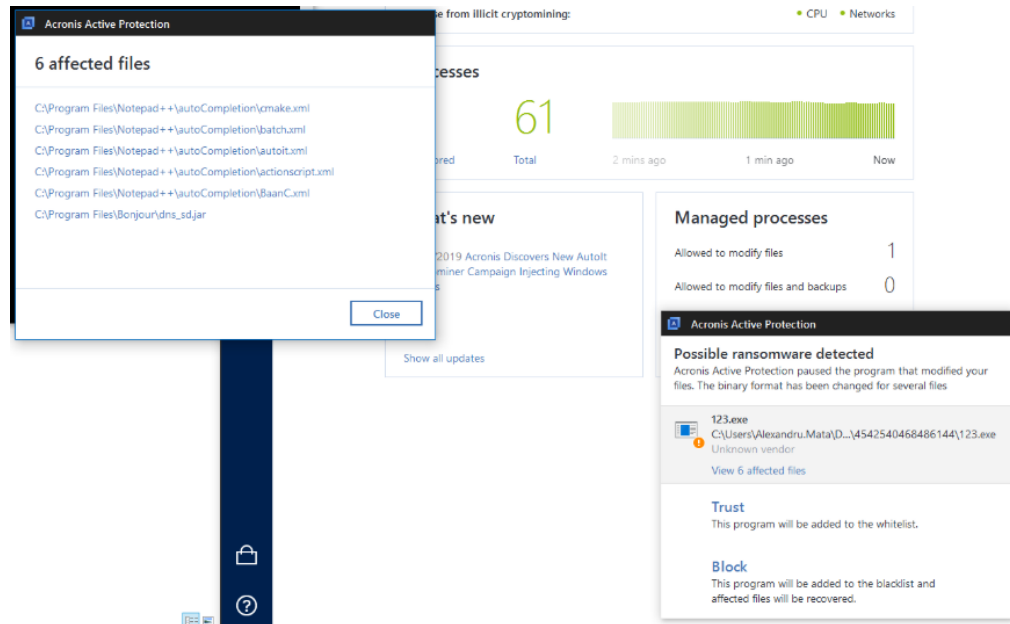 Acronis Active Protection
6 affected files
C:\Program Files\Notepad++\autoCompletion\cmake.xml
C:\Program Files\Notepad++\autoCompletion\batch.xml
C:\Program Files\Notepad++\autoCompletion\autoit.xml
C:\Program Files\Notepad++\autoCompletion\actionscript.xml
C:\Program Files\Notepad++\autoCompletion\BaanC.xml
C:\Program Files\Bonjour\dns_sd.jar
Close
from illicit cryptomining:
CPU
Networks
61
Total
2 mins ago
1 min ago
Now
new
2019 Acronis Discovers New AutoIt
Campaign Injecting Windows
Show all updates
Managed processes
Allowed to modify files 1
Allowed to modify files and backups 0
Acronis Active Protection
Possible ransomware detected
Acronis Active Protection paused the program that modified your
files. The binary format has been changed for several files
123.exe
C:\Users\Alexandru.Mata\D...\4542540468486144\123.exe
Unknown vendor
View 6 affected files
Trust
This program will be added to the whitelist.
Block
This program will be added to the blacklist and
affected files will be recovered.